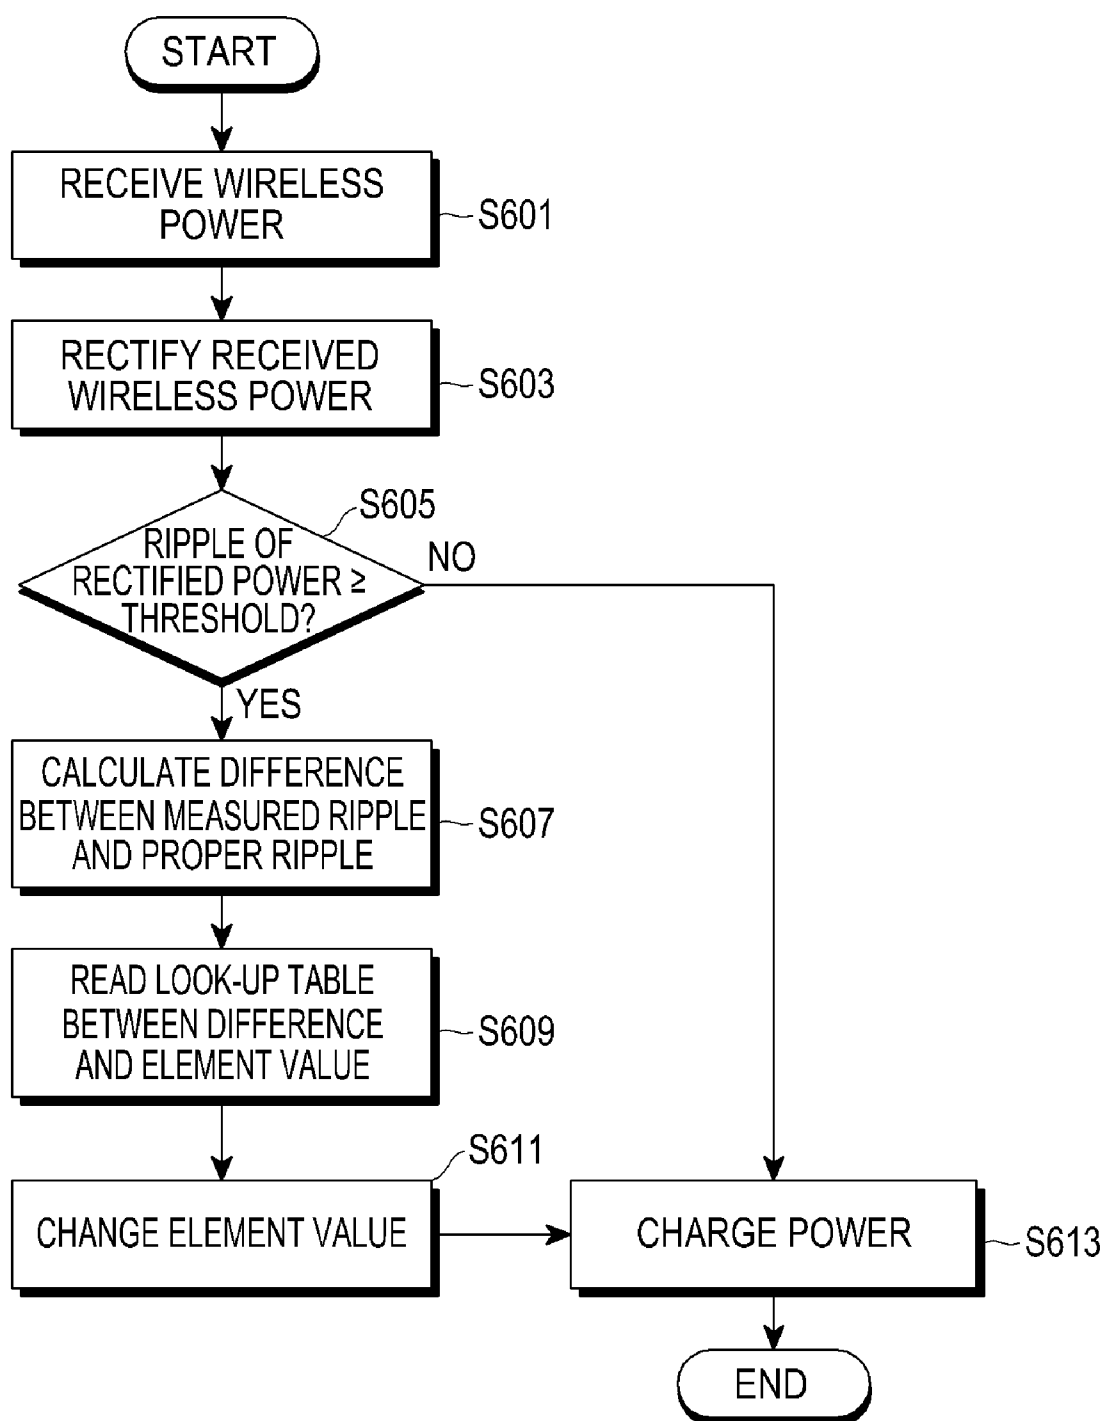 START
RECEIVE WIRELESS
POWER
S601
RECTIFY RECEIVED
WIRELESS POWER
S603
S605
RIPPLE OF
RECTIFIED POWER ≥
THRESHOLD?
NO
YES
CALCULATE DIFFERENCE
BETWEEN MEASURED RIPPLE
AND PROPER RIPPLE
S607
READ LOOK-UP TABLE
BETWEEN DIFFERENCE
AND ELEMENT VALUE
S609
S611
CHANGE ELEMENT VALUE
CHARGE POWER
S613
END